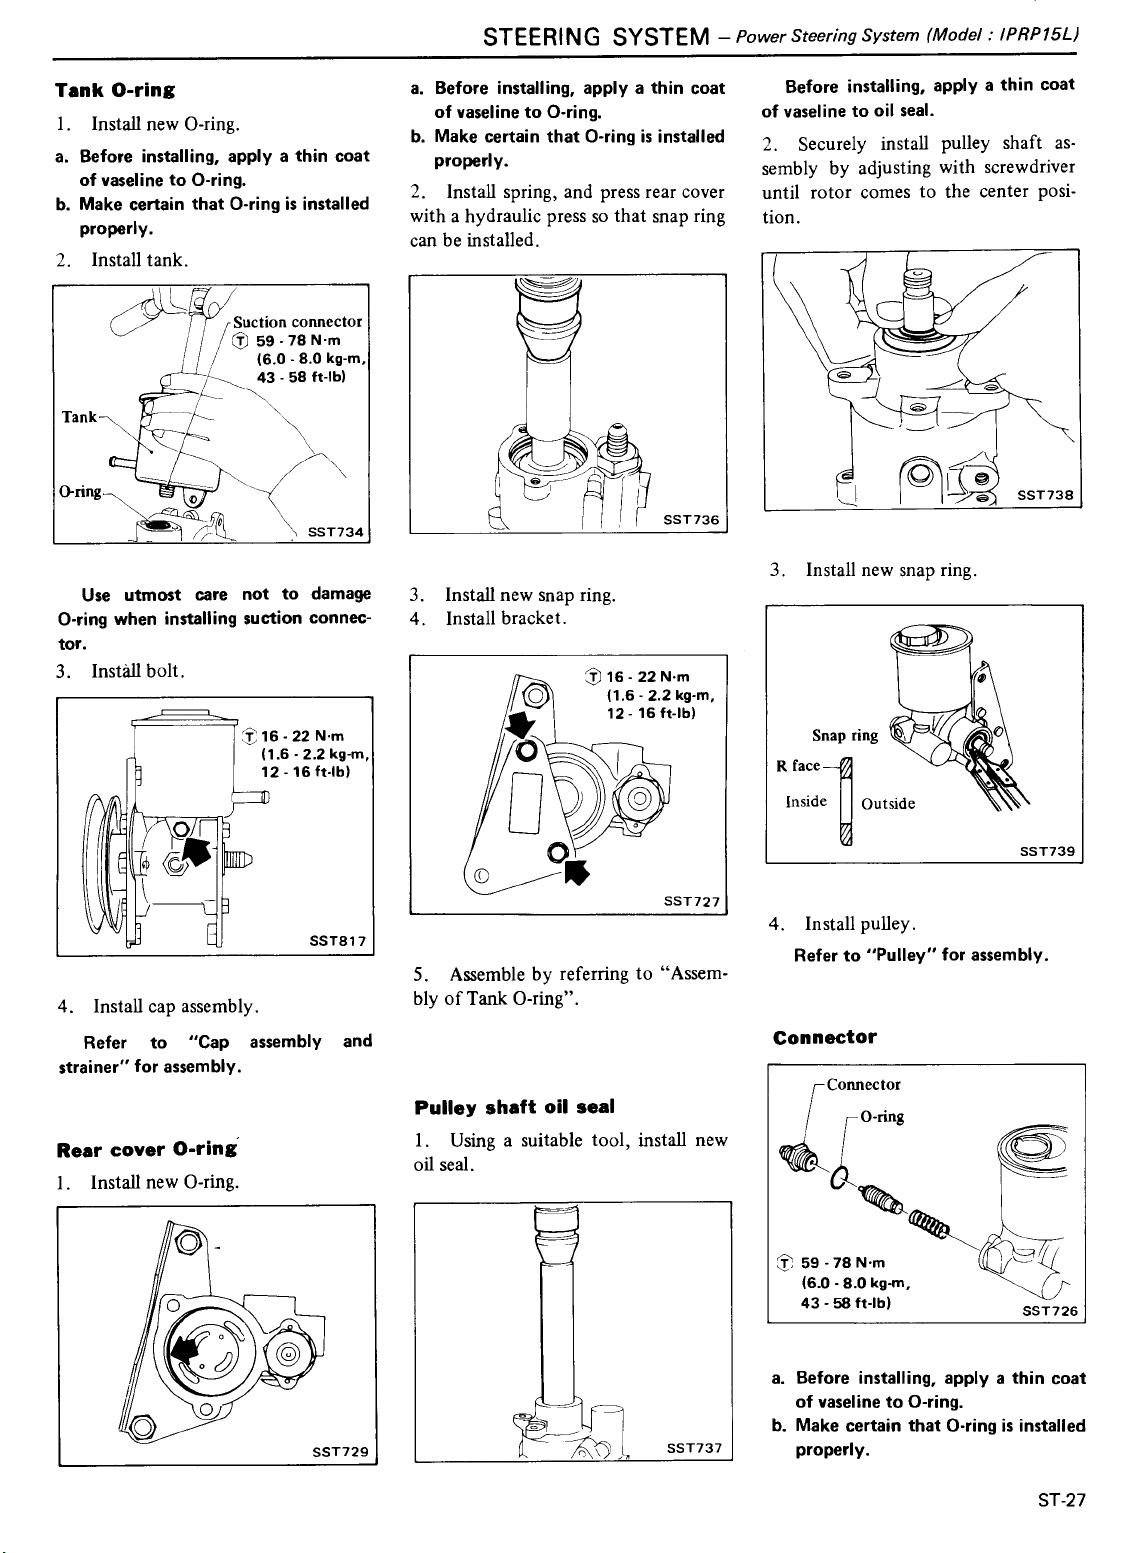 STEERING SYSTEM – Power Steering System (Model : IPRP15L)
Tank O-ring
1. Install new O-ring.
a. Before installing, apply a thin coat
of vaseline to O-ring.
b. Make certain that O-ring is installed
properly.
2. Install tank.
Suction connector
Ⓣ 59 - 78 N·m
(6.0 - 8.0 kg-m,
43 - 58 ft-lb)
Tank
O-ring
SST734
Use utmost care not to damage
O-ring when installing suction connec-
tor.
3. Install bolt.
Ⓣ 16 - 22 N·m
(1.6 - 2.2 kg-m,
12 - 16 ft-lb)
SST817
4. Install cap assembly.
Refer to "Cap assembly and
strainer" for assembly.
Rear cover O-ring
1. Install new O-ring.
SST729
a. Before installing, apply a thin coat
of vaseline to O-ring.
b. Make certain that O-ring is installed
properly.
2. Install spring, and press rear cover
with a hydraulic press so that snap ring
can be installed.
SST736
3. Install new snap ring.
4. Install bracket.
Ⓣ 16 - 22 N·m
(1.6 - 2.2 kg-m,
12 - 16 ft-lb)
SST727
5. Assemble by referring to "Assem-
bly of Tank O-ring".
Pulley shaft oil seal
1. Using a suitable tool, install new
oil seal.
SST737
Before installing, apply a thin coat
of vaseline to oil seal.
2. Securely install pulley shaft as-
sembly by adjusting with screwdriver
until rotor comes to the center posi-
tion.
SST738
3. Install new snap ring.
Snap ring
R face
Inside Outside
SST739
4. Install pulley.
Refer to "Pulley" for assembly.
Connector
Connector
O-ring
Ⓣ 59 - 78 N·m
(6.0 - 8.0 kg-m,
43 - 58 ft-lb)
SST726
a. Before installing, apply a thin coat
of vaseline to O-ring.
b. Make certain that O-ring is installed
properly.
ST-27